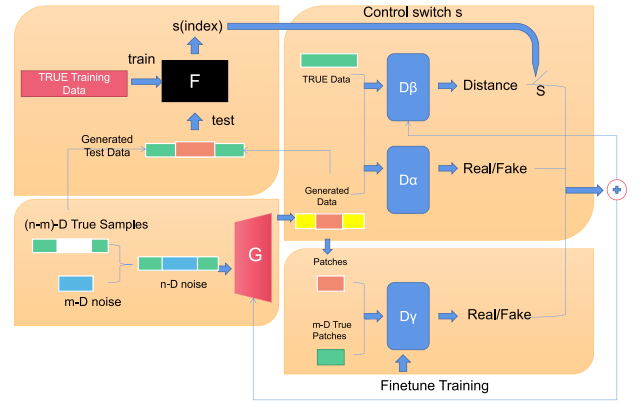 Control switch s
s(index)
train
TRUE Training
Data
F
test
Generated
Test Data
TRUE Data
Dβ
Distance
S
Dα
Real/Fake
Generated
Data
(n-m)-D True Samples
m-D noise
n-D noise
G
Patches
m-D True
Patches
Dγ
Real/Fake
Finetune Training